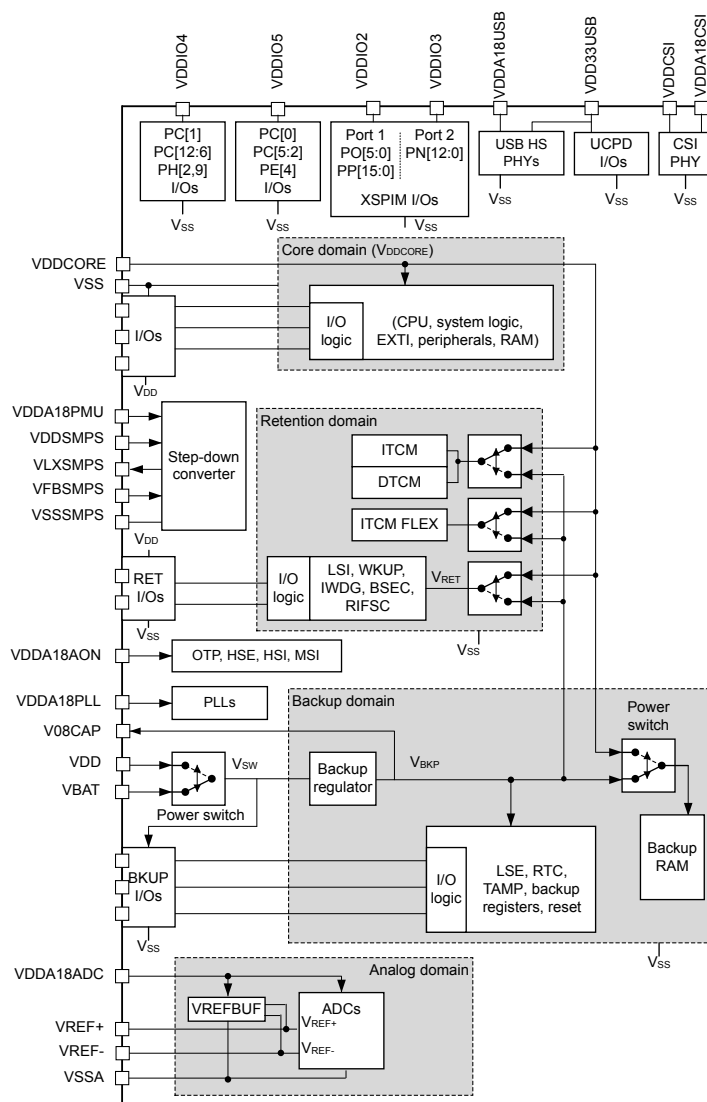 VDDIO4
VDDIO5
VDDIO2
VDDIO3
VDDA18USB
VDD33USB
VDDCSI
VDDA18CSI
PC[1]
PC[12:6]
PH[2,9]
I/Os
VSS
PC[0]
PC[5:2]
PE[4]
I/Os
VSS
Port 1
PO[5:0]
PP[15:0]
Port 2
PN[12:0]
XSPIM I/Os
VSS
USB HS
PHYs
VSS
UCPD
I/Os
VSS
CSI
PHY
VSS
VDDCORE
VSS
Core domain (VDDCORE)
I/Os
VDD
I/O
logic
(CPU, system logic,
EXTI, peripherals, RAM)
VDDA18PMU
VDDSMPS
VLXSMPS
VFBSMPS
VSSSMPS
Step-down
converter
Retention domain
ITCM
DTCM
ITCM FLEX
VDD
RET
I/Os
VSS
I/O
logic
LSI, WKUP,
IWDG, BSEC,
RIFSC
VRET
VSS
VDDA18AON
OTP, HSE, HSI, MSI
VDDA18PLL
PLLs
V08CAP
VDD
VBAT
Power switch
VSW
Backup domain
Backup
regulator
VBKP
Power
switch
Backup
RAM
BKUP
I/Os
VSS
I/O
logic
LSE, RTC,
TAMP, backup
registers, reset
VSS
VDDA18ADC
Analog domain
VREFBUF
ADCs
VREF+
VREF-
VREF+
VREF-
VSSA